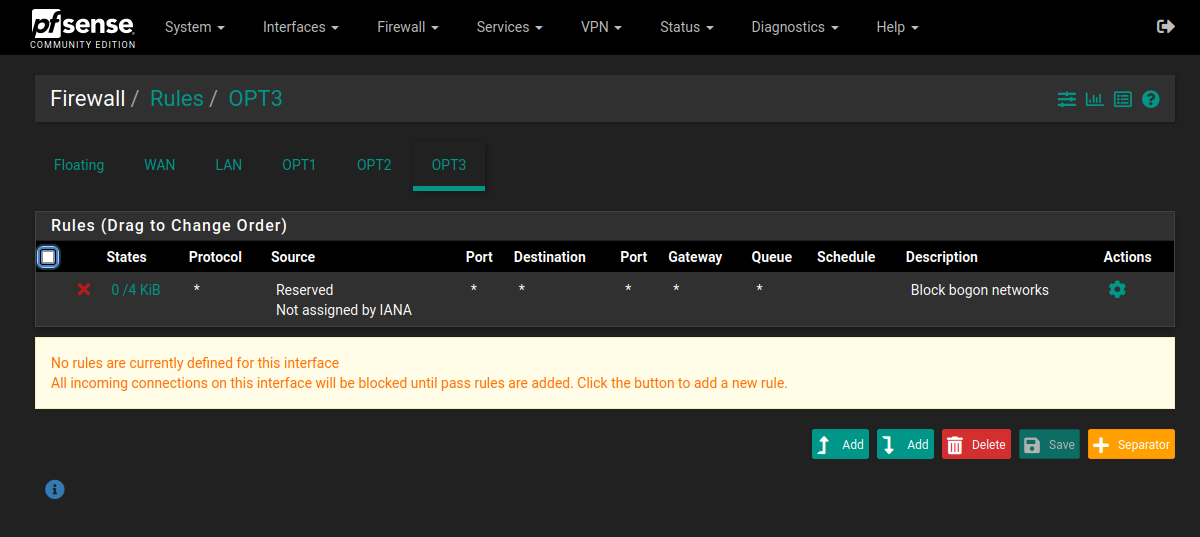 pfsense
COMMUNITY EDITION
System Interfaces Firewall Services VPN Status Diagnostics Help
Firewall / Rules / OPT3
Floating WAN LAN OPT1 OPT2 OPT3
Rules (Drag to Change Order)
States Protocol Source Port Destination Port Gateway Queue Schedule Description Actions
0 /4 KiB * Reserved * * * * * Block bogon networks
Not assigned by IANA
No rules are currently defined for this interface
All incoming connections on this interface will be blocked until pass rules are added. Click the button to add a new rule.
Add Add Delete Save Separator